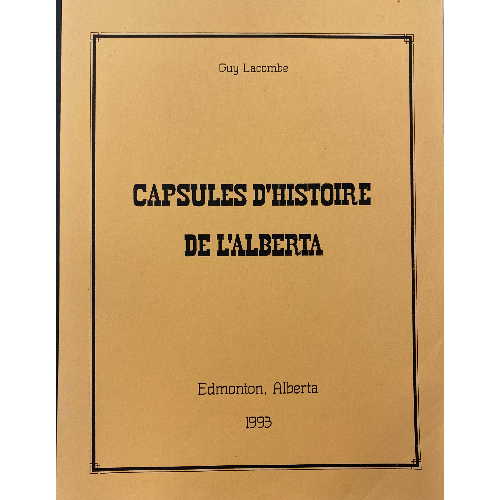 Guy Lacombe
CAPSULES D'HISTOIRE
DE L'ALBERTA
Edmonton, Alberta
1993